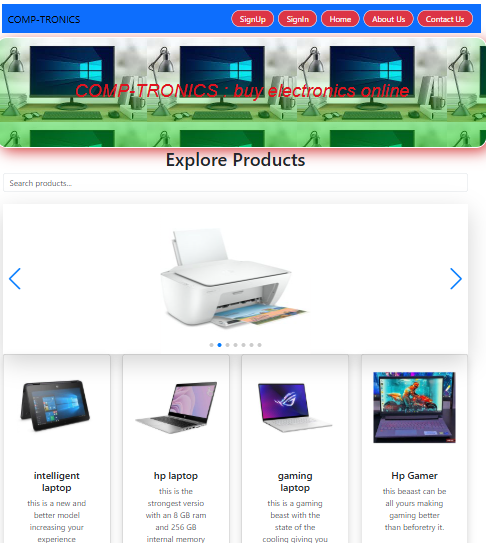 COMP-TRONICS
SignUp
SignIn
Home
About Us
Contact Us
COMP-TRONICS : buy electronics online
Explore Products
Search products...
intelligent
laptop
this is a new and
better model
increasing your
experience
hp laptop
this is the
strongest versio
with an 8 GB ram
and 256 GB
internal memory
gaming
laptop
this is a gaming
beast with the
state of the
cooling giving you
Hp Gamer
this beaast can be
all yours making
gaming better
than beforetry it.